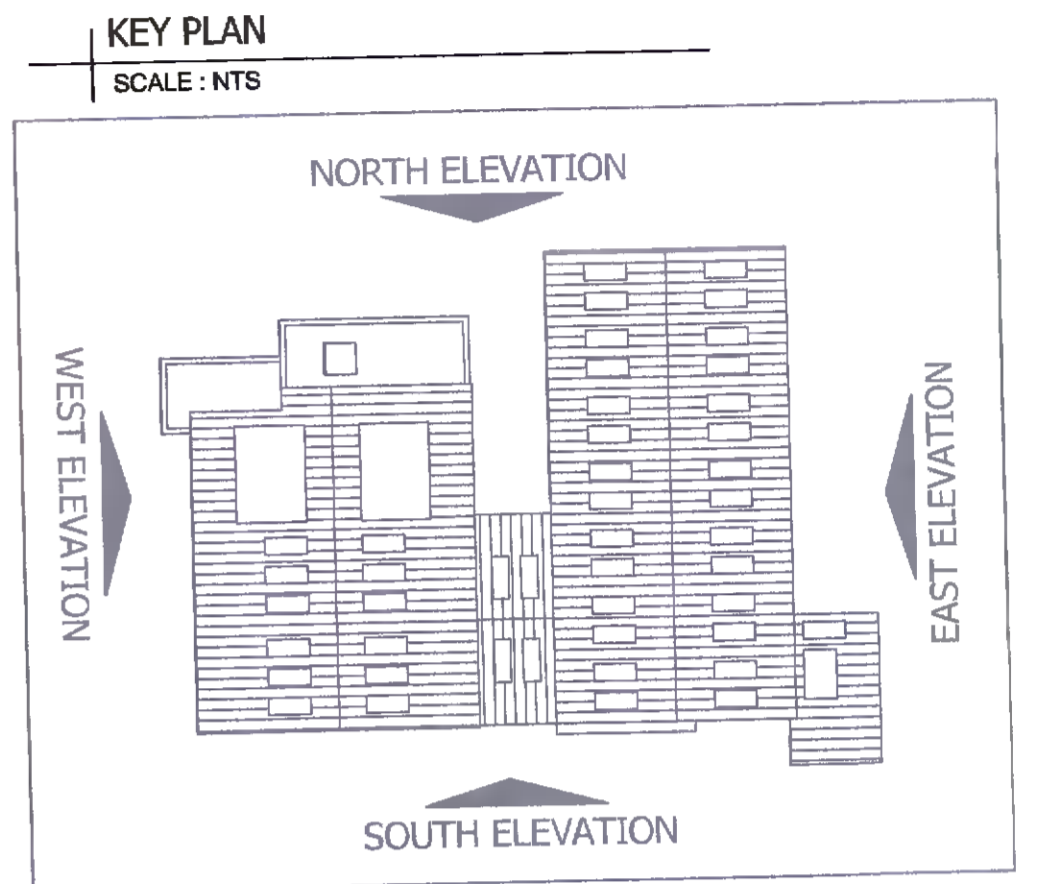 KEY PLAN
SCALE : NTS
NORTH ELEVATION
WEST ELEVATION
EAST ELEVATION
SOUTH ELEVATION